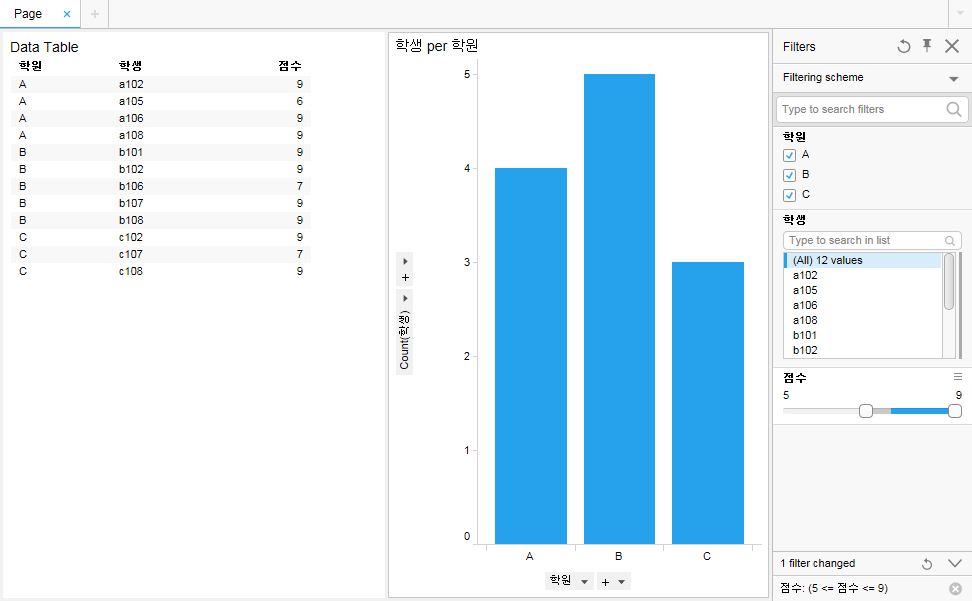 Page
Data Table
학원 학생 점수
A a102 9
A a105 6
A a106 9
A a108 9
B b101 9
B b102 9
B b106 7
B b107 9
B b108 9
C c102 9
C c107 7
C c108 9
학생 per 학원
5
4
3
2
1
0
Count(학생)
A B C
학원
Filters
Filtering scheme
Type to search filters
학원
A
B
C
학생
Type to search in list
(All) 12 values
a102
a105
a106
a108
b101
b102
점수
5 9
1 filter changed
점수: (5 <= 점수 <= 9)